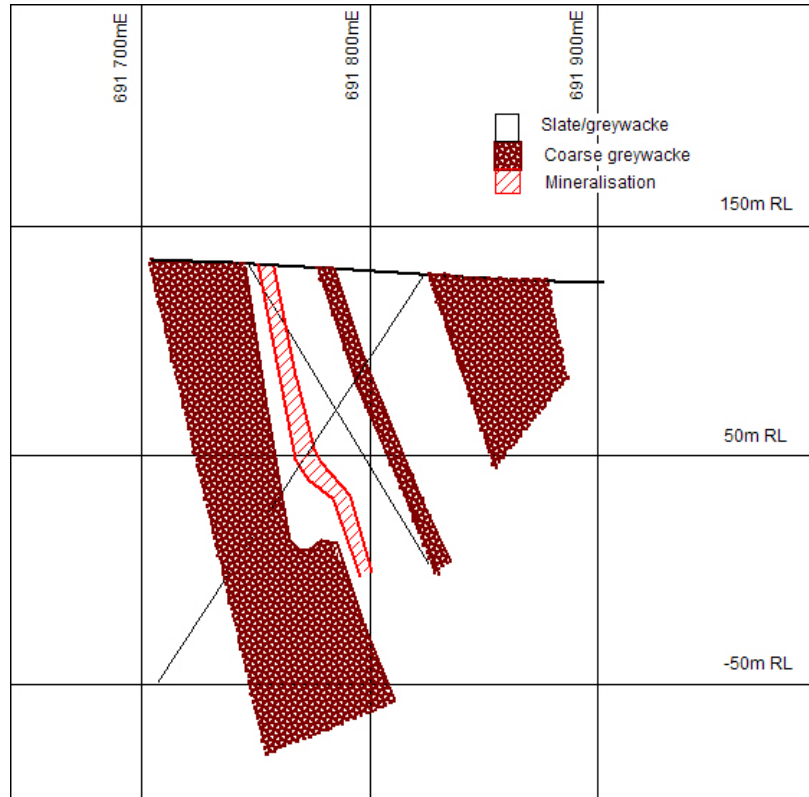 691 700mE
691 800mE
691 900mE
Slate/greywacke
Coarse greywacke
Mineralisation
150m RL
50m RL
-50m RL